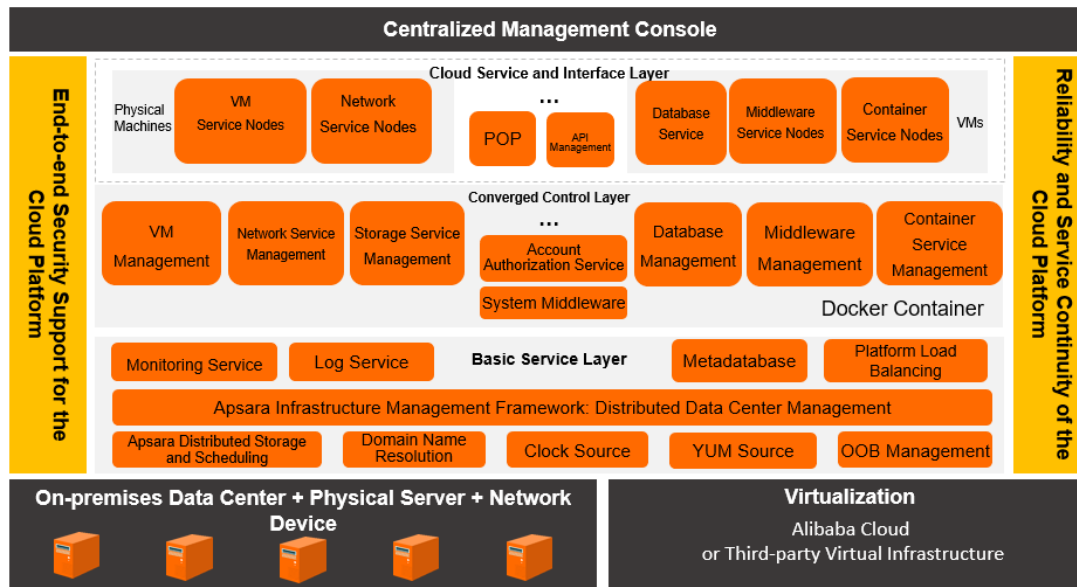 Centralized Management Console
End-to-end Security Support for the
Cloud Platform
Cloud Service and Interface Layer
Physical
Machines
VM
Service Nodes
Network
Service Nodes
...
POP
API
Management
Database
Service
Middleware
Service Nodes
Container
Service Nodes
VMs
Converged Control Layer
VM
Management
Network Service
Management
Storage Service
Management
...
Account
Authorization Service
System Middleware
Database
Management
Middleware
Management
Container
Service
Management
Docker Container
Monitoring Service
Log Service
Basic Service Layer
Metadatabase
Platform Load
Balancing
Apsara Infrastructure Management Framework: Distributed Data Center Management
Apsara Distributed Storage
and Scheduling
Domain Name
Resolution
Clock Source
YUM Source
OOB Management
Reliability and Service Continuity of the
Cloud Platform
On-premises Data Center + Physical Server + Network
Device
Virtualization
Alibaba Cloud
or Third-party Virtual Infrastructure